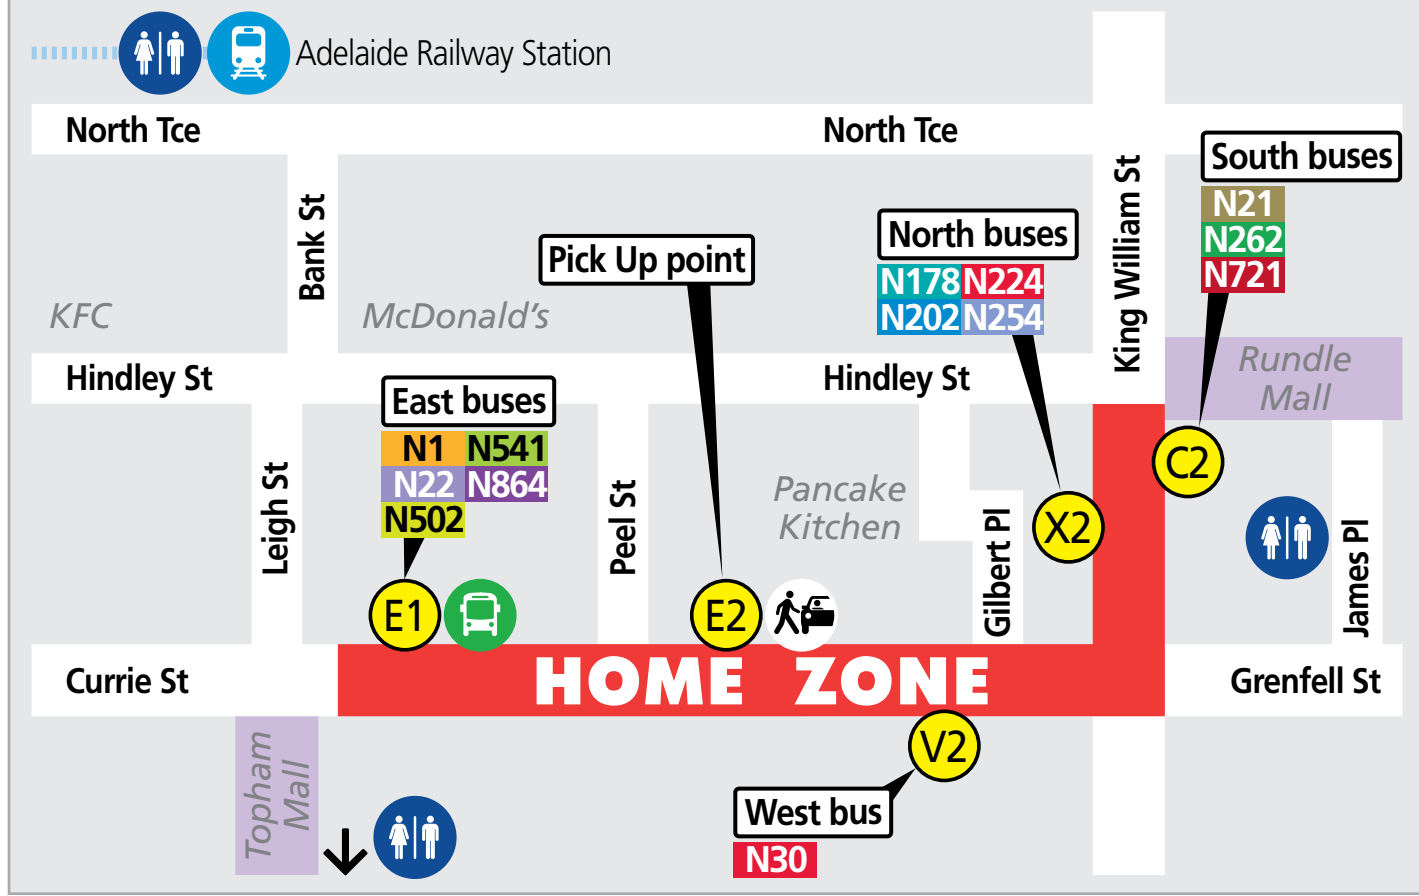 Adelaide Railway Station
North Tce
North Tce
South buses
N21
N262
N721
King William St
Bank St
North buses
N178 N224
N202 N254
Pick Up point
KFC
McDonald's
Rundle
Mall
Hindley St
Hindley St
East buses
N1 N541
N22 N864
N502
C2
Leigh St
Peel St
Pancake
Kitchen
Gilbert Pl
X2
James Pl
E1
E2
Currie St
HOME ZONE
Grenfell St
V2
Topham
Mall
West bus
N30